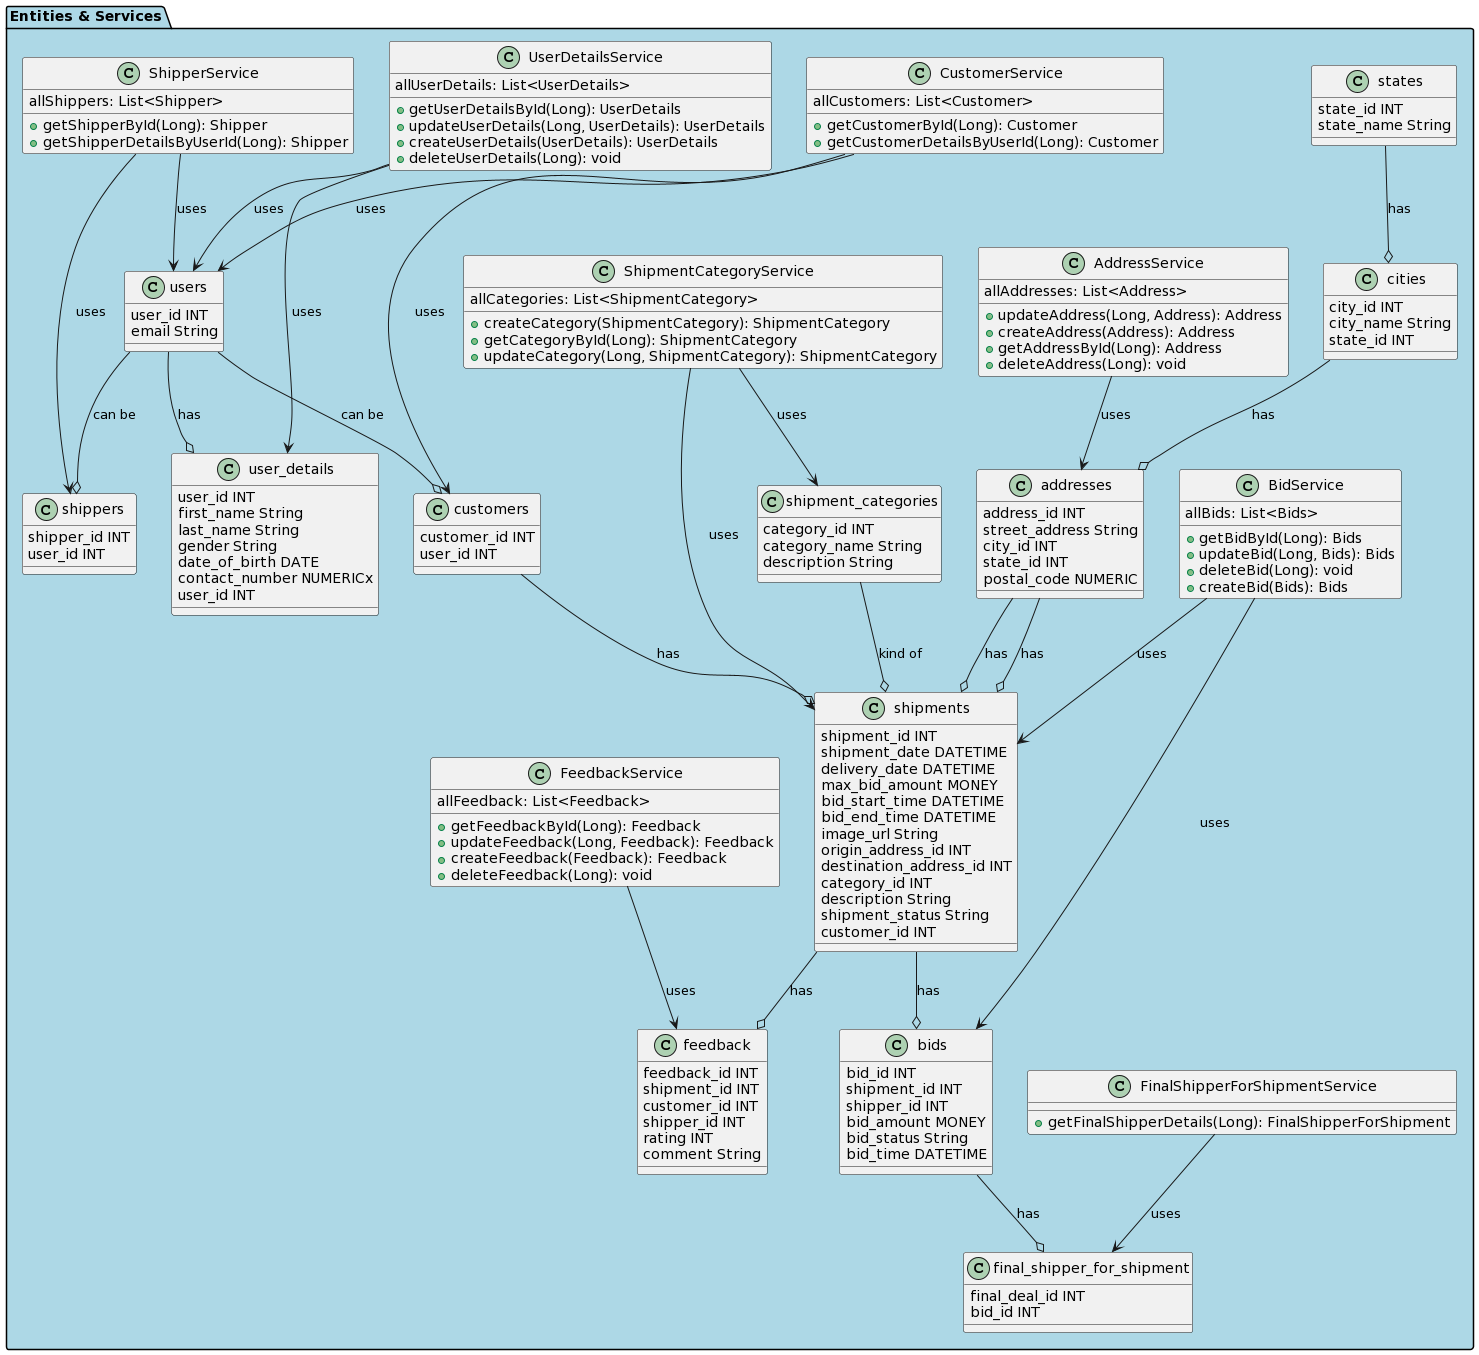 Entities & Services
ShipperService
allShippers: List<Shipper>
getShipperById(Long): Shipper
getShipperDetailsByUserId(Long): Shipper
UserDetailsService
allUserDetails: List<UserDetails>
getUserDetailsById(Long): UserDetails
updateUserDetails(Long, UserDetails): UserDetails
createUserDetails(UserDetails): UserDetails
deleteUserDetails(Long): void
CustomerService
allCustomers: List<Customer>
getCustomerById(Long): Customer
getCustomerDetailsByUserId(Long): Customer
states
state_id INT
state_name String
uses
uses
uses
has
users
user_id INT
email String
ShipmentCategoryService
allCategories: List<ShipmentCategory>
createCategory(ShipmentCategory): ShipmentCategory
getCategoryById(Long): ShipmentCategory
updateCategory(Long, ShipmentCategory): ShipmentCategory
AddressService
allAddresses: List<Address>
updateAddress(Long, Address): Address
createAddress(Address): Address
getAddressById(Long): Address
deleteAddress(Long): void
cities
city_id INT
city_name String
state_id INT
uses
uses
uses
can be
has
can be
uses
uses
has
shippers
shipper_id INT
user_id INT
user_details
user_id INT
first_name String
last_name String
gender String
date_of_birth DATE
contact_number NUMERICx
user_id INT
customers
customer_id INT
user_id INT
shipment_categories
category_id INT
category_name String
description String
addresses
address_id INT
street_address String
city_id INT
state_id INT
postal_code NUMERIC
BidService
allBids: List<Bids>
getBidById(Long): Bids
updateBid(Long, Bids): Bids
deleteBid(Long): void
createBid(Bids): Bids
uses
has
kind of
has
has
uses
shipments
shipment_id INT
shipment_date DATETIME
delivery_date DATETIME
max_bid_amount MONEY
bid_start_time DATETIME
bid_end_time DATETIME
image_url String
origin_address_id INT
destination_address_id INT
category_id INT
description String
shipment_status String
customer_id INT
FeedbackService
allFeedback: List<Feedback>
getFeedbackById(Long): Feedback
updateFeedback(Long, Feedback): Feedback
createFeedback(Feedback): Feedback
deleteFeedback(Long): void
uses
uses
has
has
feedback
feedback_id INT
shipment_id INT
customer_id INT
shipper_id INT
rating INT
comment String
bids
bid_id INT
shipment_id INT
shipper_id INT
bid_amount MONEY
bid_status String
bid_time DATETIME
FinalShipperForShipmentService
getFinalShipperDetails(Long): FinalShipperForShipment
has
uses
final_shipper_for_shipment
final_deal_id INT
bid_id INT